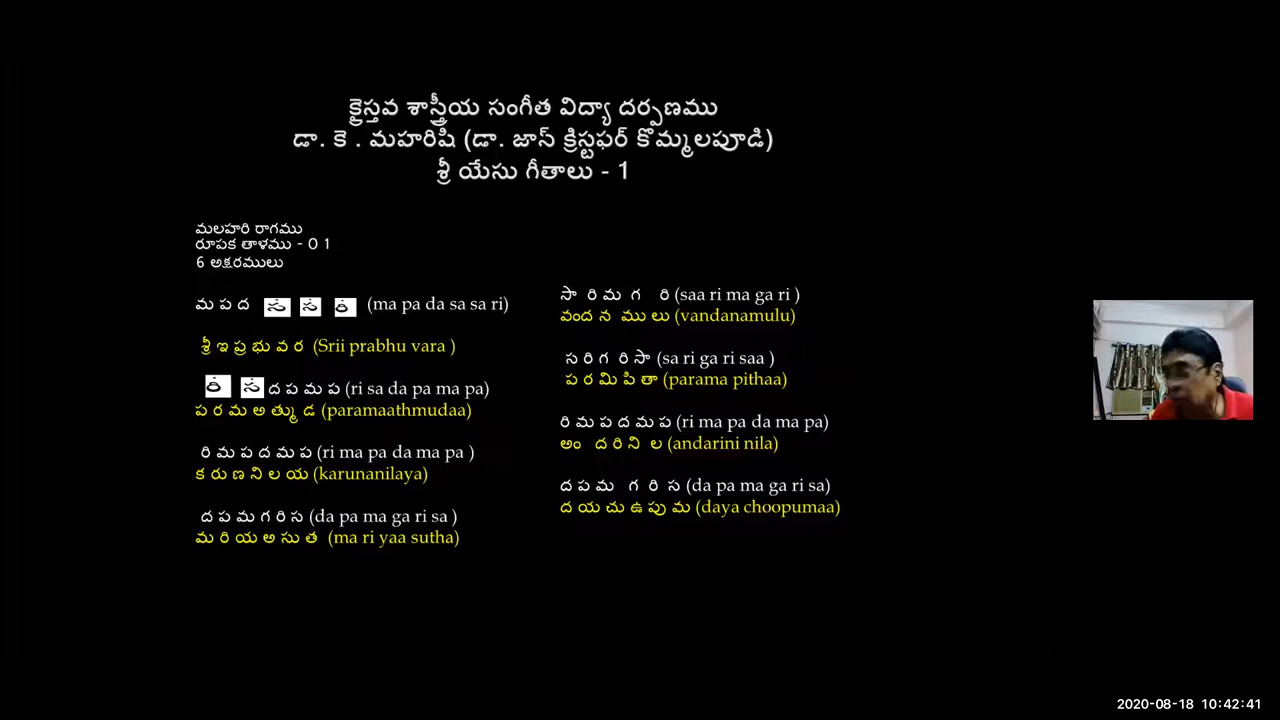 క్రైస్తవ శాస్త్రీయ సంగీత విద్యా దర్పణము
డా. కె . మహరిషి (డా. జాస్ క్రిస్టఫర్ కొమ్మలపూడి)
శ్రీ యేసు గీతాలు - 1
మలహరి రాగము
రూపక తాళము - O 1
6 అక్షరములు
మ ప ద స స రి (ma pa da sa sa ri)
శ్రీ ఇ ప్ర భు వ ర (Srii prabhu vara )
రి స ద ప మ ప (ri sa da pa ma pa)
ప ర మ అ త్ము డ (paramaathmudaa)
రి మ ప ద మ ప (ri ma pa da ma pa )
క రు ణ ని ల య (karunanilaya)
ద ప మ గ రి స (da pa ma ga ri sa )
మ రి య అ సు త (ma ri yaa sutha)
సా రి మ గ రి (saa ri ma ga ri )
వంద న ము లు (vandanamulu)
స రి గ రి సా (sa ri ga ri saa )
ప ర మి పి తా (parama pithaa)
రి మ ప ద మ ప (ri ma pa da ma pa)
అం ద రి ని ల (andarini nila)
ద ప మ గ రి స (da pa ma ga ri sa)
ద య చు ఉ పు మ (daya choopumaa)
2020-08-18 10:42:41